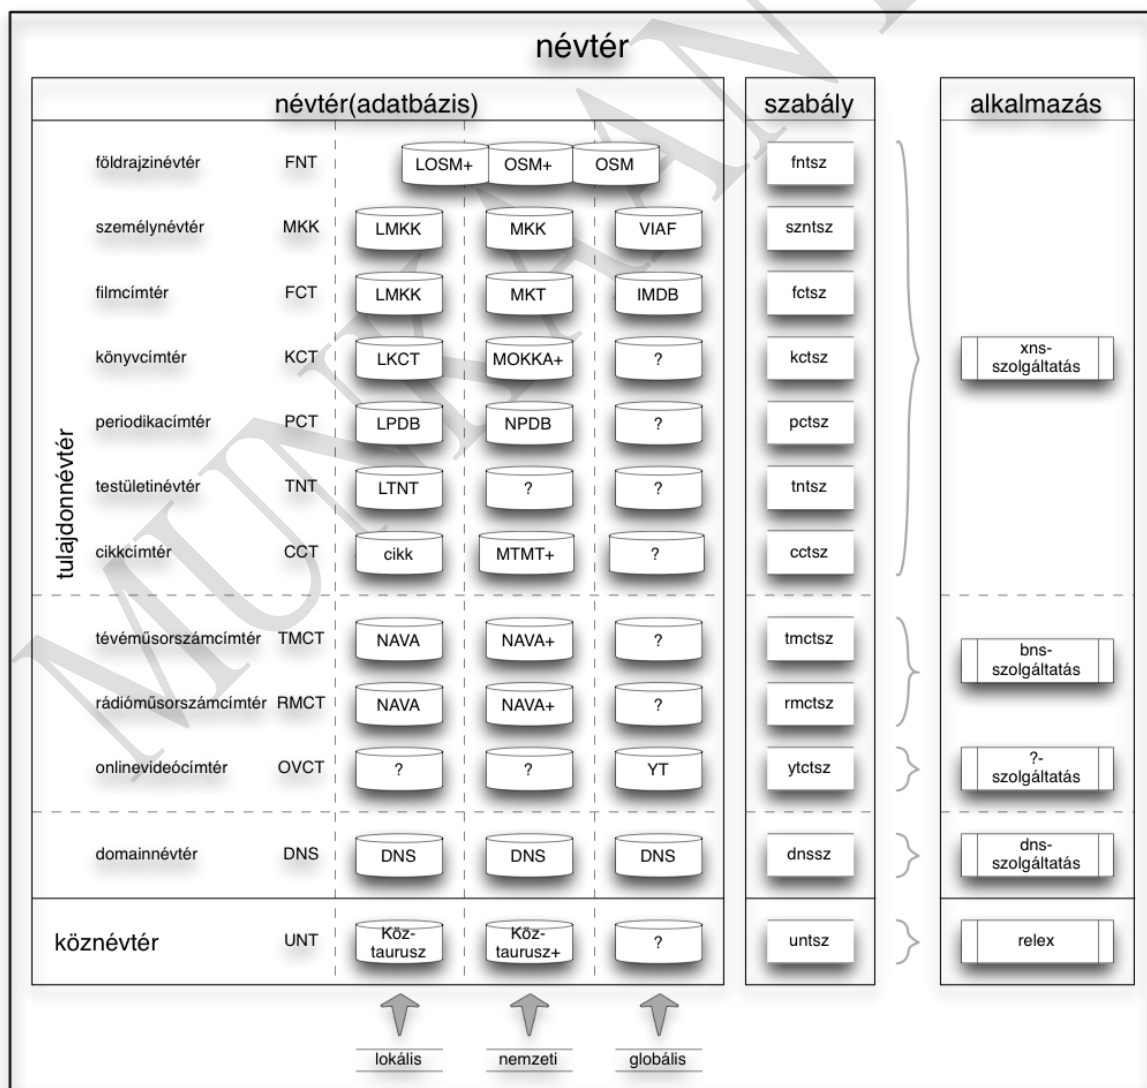 névtér
névtér(adatbázis) szabály alkalmazás
földrajzinévtér FNT LOSM+ OSM+ OSM fntsz
személynévtér MKK LMKK MKK VIAF szntsz
filmcímtér FCT LMKK MKT IMDB fctsz
könyvcímtér KCT LKCT MOKKA+ ? kctsz
xns-
szolgáltatás
periodikacímtér PCT LPDB NPDB ? pctsz
tulajdonnévtér
testületinévtér TNT LTNT ? ? tntsz
cikkcímtér CCT cikk MTMT+ ? cctsz
tévéműsorszámcímtér TMCT NAVA NAVA+ ? tmctsz
bns-
szolgáltatás
rádióműsorszámcímtér RMCT NAVA NAVA+ ? rmctsz
onlinevideócímtér OVCT ? ? YT ytctsz
?-
szolgáltatás
domainnévtér DNS DNS DNS DNS dnssz
dns-
szolgáltatás
köznévtér UNT
Köz-
taurusz
Köz-
taurusz+
? untsz relex
lokális nemzeti globális